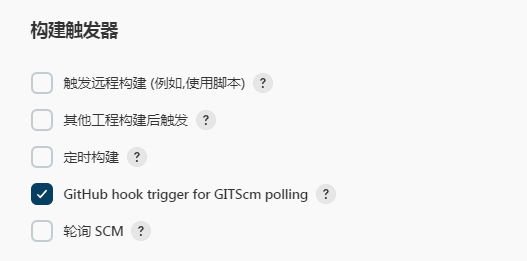 构建触发器
触发远程构建 (例如,使用脚本) ?
其他工程构建后触发 ?
定时构建 ?
GitHub hook trigger for GITScm polling ?
轮询 SCM ?